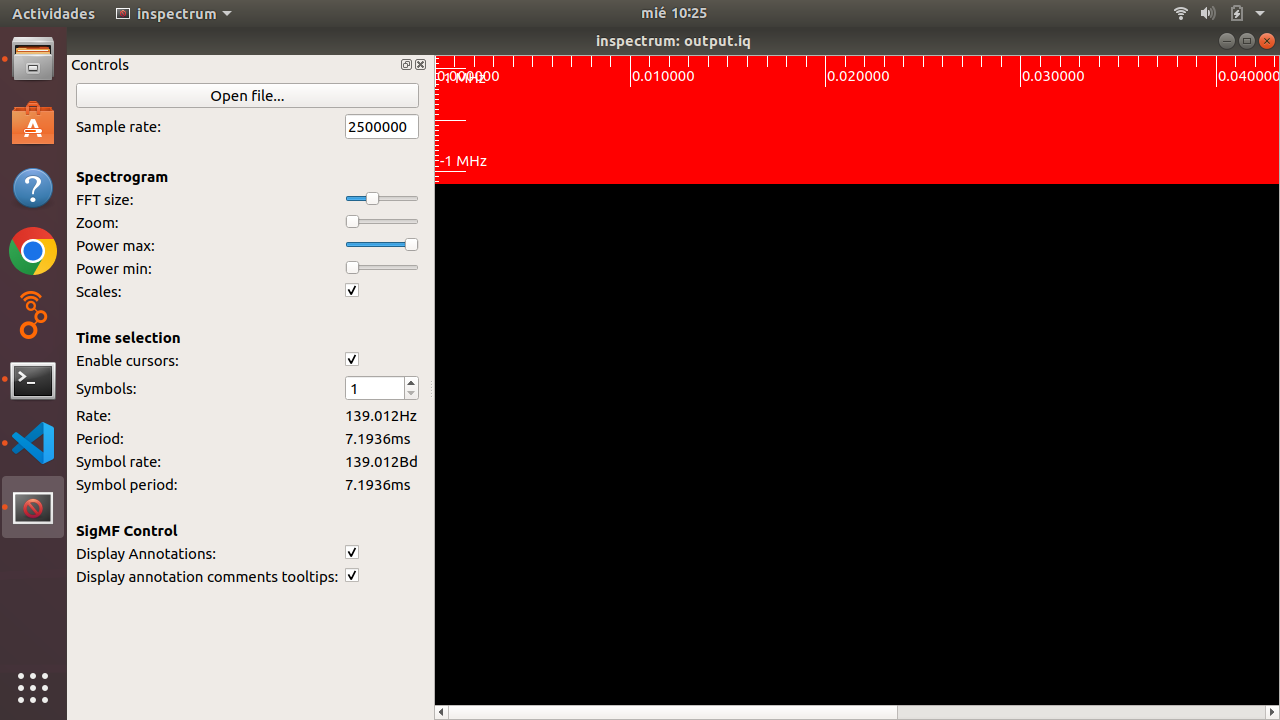 Actividades inspectrum mié 10:25
inspectrum: output.iq
Controls
Open file...
Sample rate: 2500000
Spectrogram
FFT size:
Zoom:
Power max:
Power min:
Scales:
Time selection
Enable cursors:
Symbols: 1
Rate: 139.012Hz
Period: 7.1936ms
Symbol rate: 139.012Bd
Symbol period: 7.1936ms
SigMF Control
Display Annotations:
Display annotation comments tooltips:
0.000000 0.010000 0.020000 0.030000 0.040000
1 MHz
-1 MHz